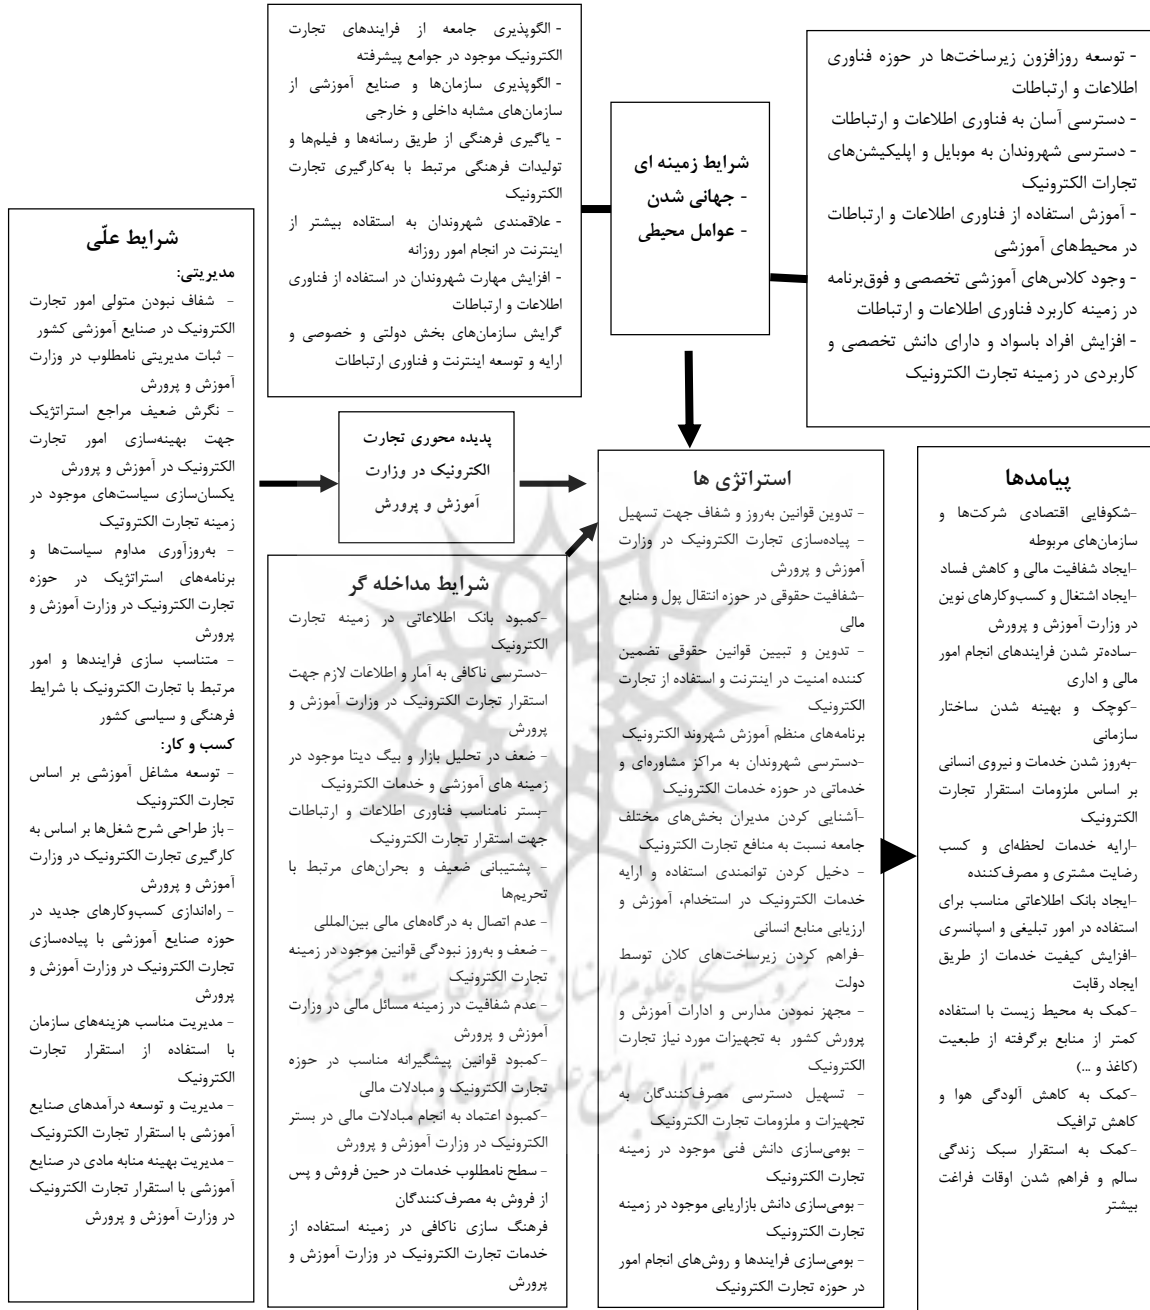 - الگوپذیری جامعه از فرایندهای تجارت
الکترونیک موجود در جوامع پیشرفته
- الگوپذیری سازمان‌ها و صنایع آموزشی از
سازمان‌های مشابه داخلی و خارجی
- یاگیری فرهنگی از طریق رسانه‌ها و فیلم‌ها و
تولیدات فرهنگی مرتبط با به‌کارگیری تجارت
الکترونیک
- علاقمندی شهروندان به استقاده بیشتر از
اینترنت در انجام امور روزانه
- افزایش مهارت شهروندان در استفاده از فناوری
اطلاعات و ارتباطات
گرایش سازمان‌های بخش دولتی و خصوصی و
ارایه و توسعه اینترنت و فناوری ارتباطات
شرایط زمینه ای
- جهانی شدن
- عوامل محیطی
- توسعه روزافزون زیرساخت‌ها در حوزه فناوری
اطلاعات و ارتباطات
- دسترسی آسان به فناوری اطلاعات و ارتباطات
- دسترسی شهروندان به موبایل و اپلیکیشن‌های
تجارات الکترونیک
- آموزش استفاده از فناوری اطلاعات و ارتباطات
در محیط‌های آموزشی
- وجود کلاس‌های آموزشی تخصصی و فوق‌برنامه
در زمینه کاربرد فناوری اطلاعات و ارتباطات
- افزایش افراد باسواد و دارای دانش تخصصی و
کاربردی در زمینه تجارت الکترونیک
شرایط علّی
مدیریتی:
- شفاف نبودن متولی امور تجارت
الکترونیک در صنایع آموزشی کشور
- ثبات مدیریتی نامطلوب در وزارت
آموزش و پرورش
- نگرش ضعیف مراجع استراتژیک
جهت بهینه‌سازی امور تجارت
الکترونیک در آموزش و پرورش
یکسان‌سازی سیاست‌های موجود در
زمینه تجارت الکتروتیک
- به‌روزآوری مداوم سیاست‌ها و
برنامه‌های استراتژیک در حوزه
تجارت الکترونیک در وزارت آموزش و
پرورش
- متناسب سازی فرایندها و امور
مرتبط با تجارت الکترونیک با شرایط
فرهنگی و سیاسی کشور
کسب و کار:
- توسعه مشاغل آموزشی بر اساس
تجارت الکترونیک
- باز طراحی شرح شغل‌ها بر اساس به
کارگیری تجارت الکترونیک در وزارت
آموزش و پرورش
- راه‌اندازی کسب‌وکارهای جدید در
حوزه صنایع آموزشی با پیاده‌سازی
تجارت الکترونیک در وزارت آموزش و
پرورش
- مدیریت مناسب هزینه‌های سازمان
با استفاده از استقرار تجارت
الکترونیک
- مدیریت و توسعه درآمدهای صنایع
آموزشی با استقرار تجارت الکترونیک
- مدیریت بهینه منابه مادی در صنایع
آموزشی با استقرار تجارت الکترونیک
در وزارت آموزش و پرورش
پدیده محوری تجارت
الکترونیک در وزارت
آموزش و پرورش
شرایط مداخله گر
-کمبود بانک اطلاعاتی در زمینه تجارت
الکترونیک
-دسترسی ناکافی به آمار و اطلاعات لازم جهت
استقرار تجارت الکترونیک در وزارت آموزش و
پرورش
- ضعف در تحلیل بازار و بیگ دیتا موجود در
زمینه های آموزشی و خدمات الکترونیک
-بستر نامناسب فناوری اطلاعات و ارتباطات
جهت استقرار تجارت الکترونیک
- پشتیبانی ضعیف و بحران‌های مرتبط با
تحریم‌ها
- عدم اتصال به درگاه‌های مالی بین‌المللی
- ضعف و به‌روز نبودگی قوانین موجود در زمینه
تجارت الکترونیک
- عدم شفافیت در زمینه مسائل مالی در وزارت
آموزش و پرورش
-کمبود قوانین پیشگیرانه مناسب در حوزه
تجارت الکترونیک و مبادلات مالی
-کمبود اعتماد به انجام مبادلات مالی در بستر
الکترونیک در وزارت آموزش و پرورش
- سطح نامطلوب خدمات در حین فروش و پس
از فروش به مصرف‌کنندگان
فرهنگ سازی ناکافی در زمینه استفاده از
خدمات تجارت الکترونیک در وزارت آموزش و
پرورش
استراتژی ها
- تدوین قوانین به‌روز و شفاف جهت تسهیل
- پیاده‌سازی تجارت الکترونیک در وزارت
آموزش و پرورش
-شفافیت حقوقی در حوزه انتقال پول و منابع
مالی
- تدوین و تبیین قوانین حقوقی تضمین
کننده امنیت در اینترنت و استفاده از تجارت
الکترونیک
برنامه‌های منظم آموزش شهروند الکترونیک
-دسترسی شهروندان به مراکز مشاوره‌ای و
خدماتی در حوزه خدمات الکترونیک
-آشنایی کردن مدیران بخش‌های مختلف
جامعه نسبت به منافع تجارت الکترونیک
- دخیل کردن توانمندی استفاده و ارایه
خدمات الکترونیک در استخدام، آموزش و
ارزیابی منابع انسانی
-فراهم کردن زیرساخت‌های کلان توسط
دولت
- مجهز نمودن مدارس و ادارات آموزش و
پرورش کشور به تجهیزات مورد نیاز تجارت
الکترونیک
- تسهیل دسترسی مصرف‌کنندگان به
تجهیزات و ملزومات تجارت الکترونیک
- بومی‌سازی دانش فنی موجود در زمینه
تجارت الکترونیک
- بومی‌سازی دانش بازاریابی موجود در زمینه
تجارت الکترونیک
- بومی‌سازی فرایندها و روش‌های انجام امور
در حوزه تجارت الکترونیک
پیامدها
-شکوفایی اقتصادی شرکت‌ها و
سازمان‌های مربوطه
-ایجاد شفافیت مالی و کاهش فساد
-ایجاد اشتغال و کسب‌وکارهای نوین
در وزارت آموزش و پرورش
-ساده‌تر شدن فرایندهای انجام امور
مالی و اداری
-کوچک و بهینه شدن ساختار
سازمانی
-به‌روز شدن خدمات و نیروی انسانی
بر اساس ملزومات استقرار تجارت
الکترونیک
-ارایه خدمات لحظه‌ای و کسب
رضایت مشتری و مصرف‌کننده
-ایجاد بانک اطلاعاتی مناسب برای
استفاده در امور تبلیغی و اسپانسری
-افزایش کیفیت خدمات از طریق
ایجاد رقابت
-کمک به محیط زیست با استفاده
کمتر از منابع برگرفته از طبعیت
(کاغذ و ...)
-کمک به کاهش آلودگی هوا و
کاهش ترافیک
-کمک به استقرار سبک زندگی
سالم و فراهم شدن اوقات فراغت
بیشتر
پژوهشگاه علوم انسانی و مطالعات فرهنگی
پرتال جامع علوم انسانی